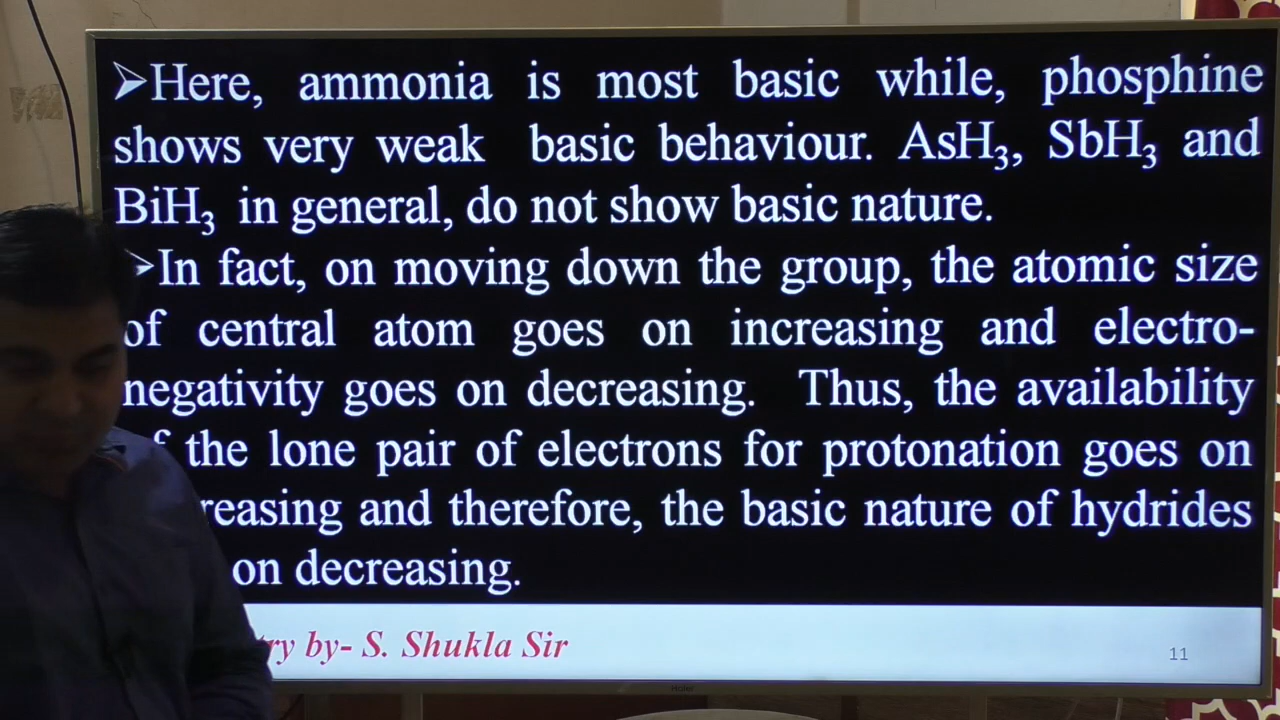 ➢Here, ammonia is most basic while, phosphine
shows very weak basic behaviour. AsH₃, SbH₃ and
BiH₃ in general, do not show basic nature.
➢In fact, on moving down the group, the atomic size
of central atom goes on increasing and electro-
negativity goes on decreasing. Thus, the availability
the lone pair of electrons for protonation goes on
reasing and therefore, the basic nature of hydrides
on decreasing.
try by- S. Shukla Sir
11
Haier